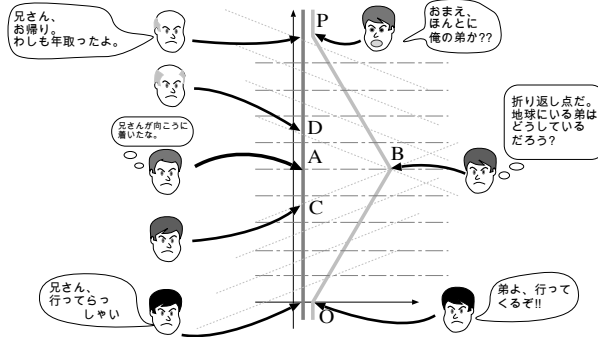 兄さん、
お帰り。
わしも年取ったよ。
P
おまえ、
ほんとに
俺の弟か??
D
兄さんが向こうに
着いたな。
A
B
折り返し点だ。
地球にいる弟は
どうしている
だろう?
C
兄さん、
行ってらっ
しゃい
O
弟よ、行って
くるぞ!!